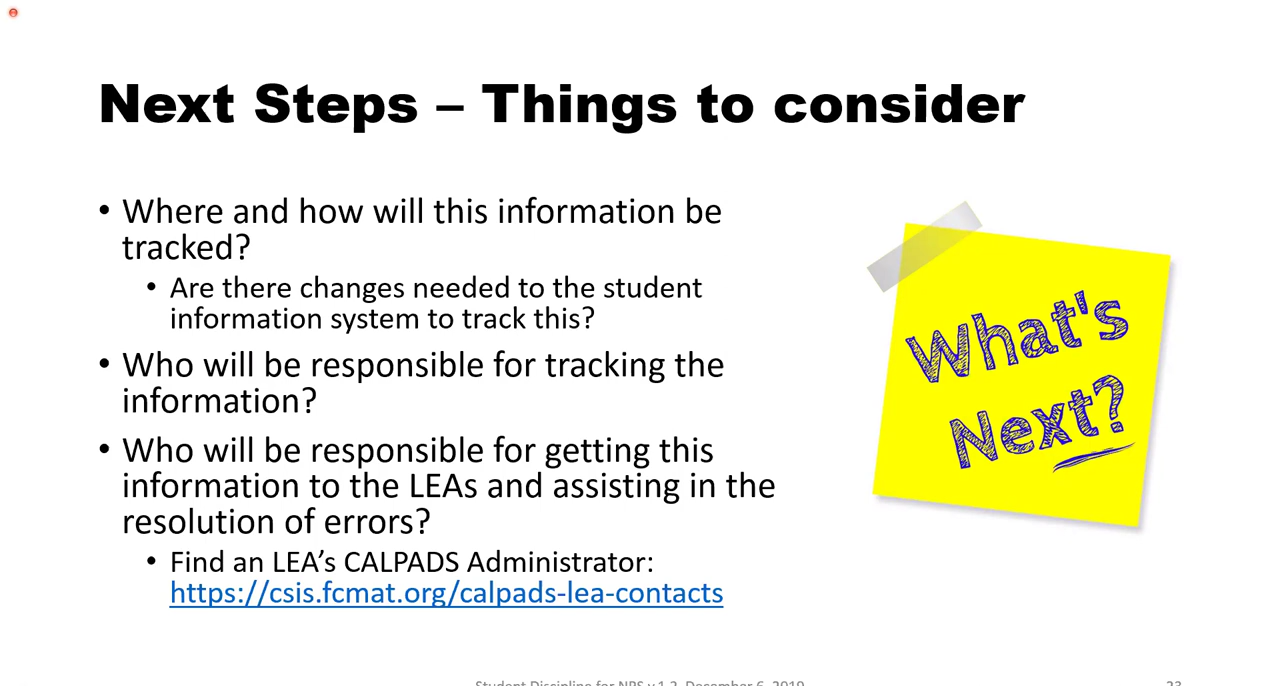 Next Steps – Things to consider
• Where and how will this information be
tracked?
• Are there changes needed to the student
information system to track this?
• Who will be responsible for tracking the
information?
• Who will be responsible for getting this
information to the LEAs and assisting in the
resolution of errors?
• Find an LEA’s CALPADS Administrator:
https://csis.fcmat.org/calpads-lea-contacts
What's
Next?
Student Discipline for NPS v 1.2, December 6, 2019
23